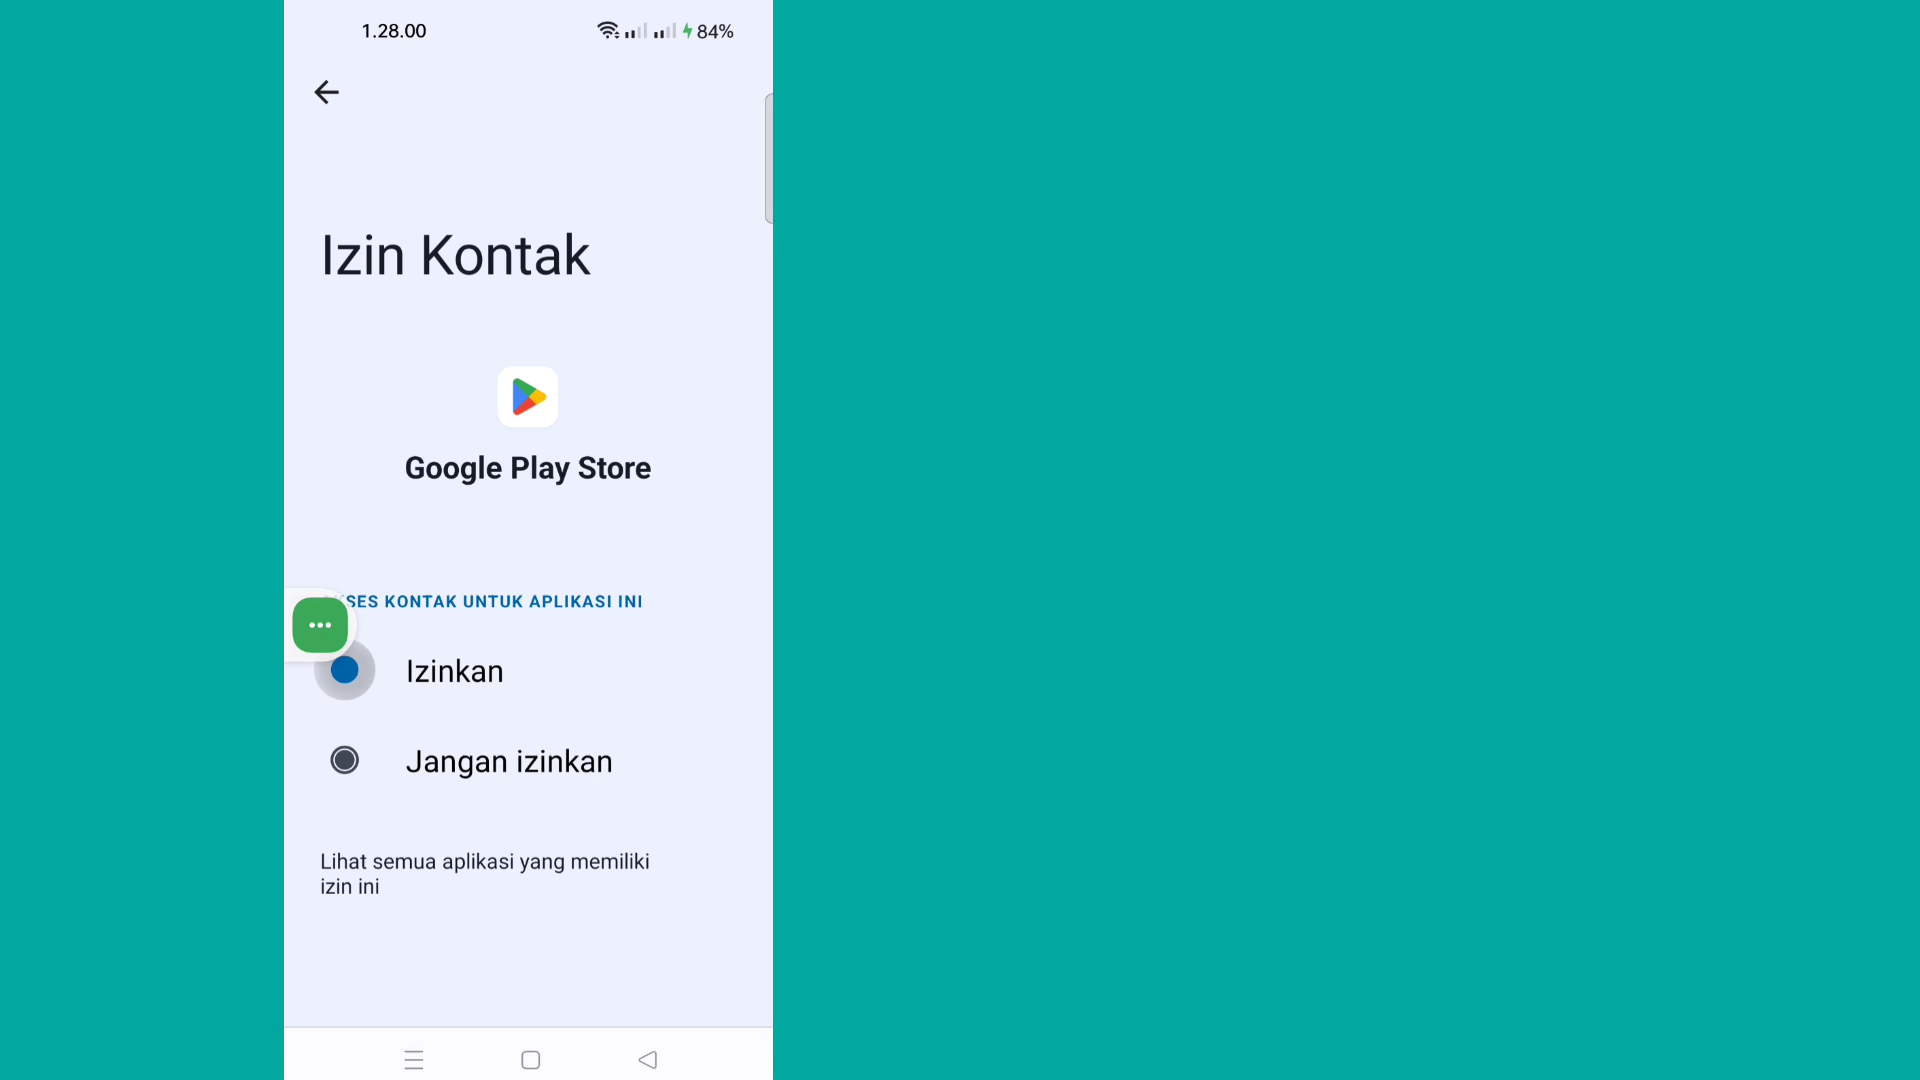 1.28.00
84%
Izin Kontak
Google Play Store
SES KONTAK UNTUK APLIKASI INI
Izinkan
Jangan izinkan
Lihat semua aplikasi yang memiliki
izin ini